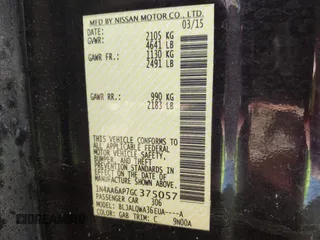 MFD BY NISSAN MOTOR CO., LTD.
DATE: 03/15
GVWR: 2105 KG
4641 LB
GAWR FR: 1130 KG
2491 LB
GAWR RR: 990 KG
2183 LB
THIS VEHICLE CONFORMS TO
ALL APPLICABLE FEDERAL MOTOR
VEHICLE SAFETY, BUMPER, AND
THEFT PREVENTION STANDARDS
IN EFFECT ON THE DATE OF
MANUFACTURE SHOWN ABOVE.
1N4AA6AP7GC375057
PASSENGER CAR 306
MODEL: BLJALQWA36EUA----A
COLOR: GAB TRIM: C 9N00A